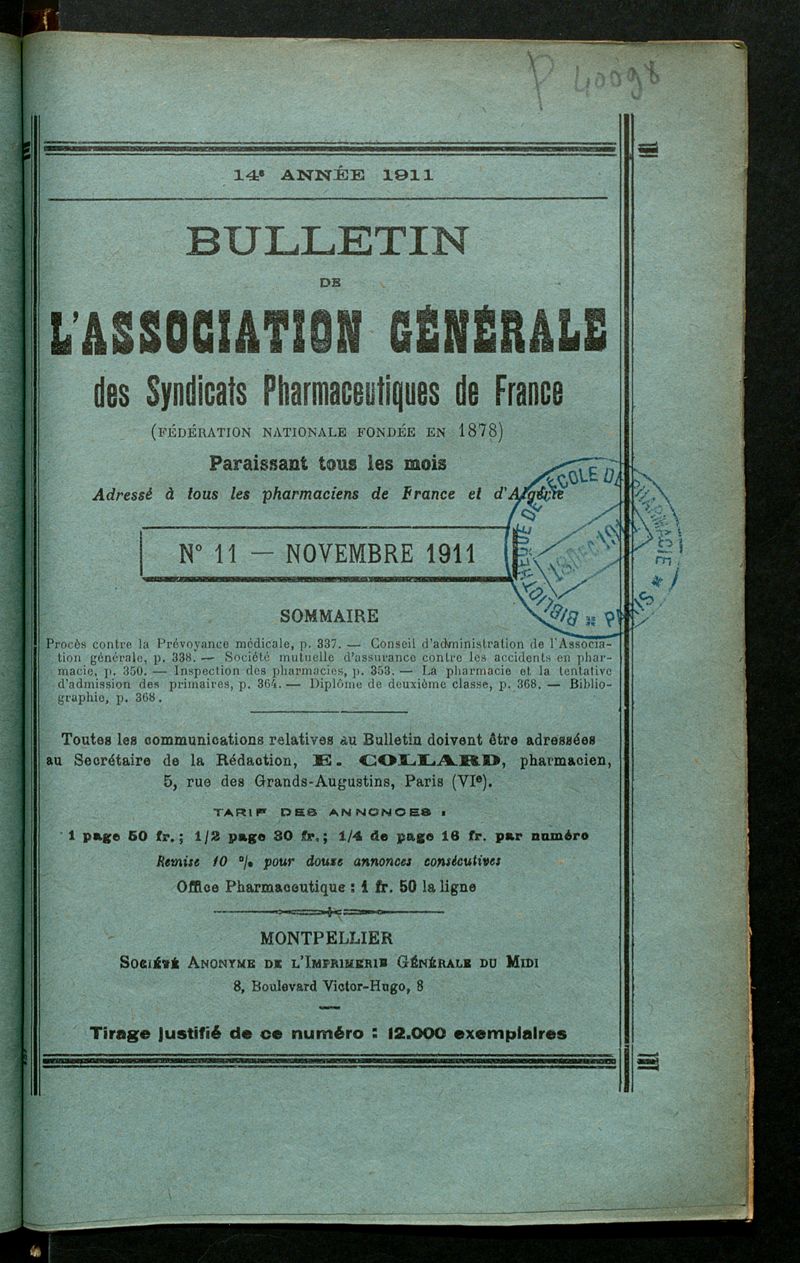 P 40098
14e ANNÉE 1911
BULLETIN
DE
L'ASSOCIATION GÉNÉRALE
des Syndicats Pharmaceutiques de France
(FÉDÉRATION NATIONALE FONDÉE EN 1878)
Paraissant tous les mois
Adressé à tous les pharmaciens de France et d'Algérie
N° 11 — NOVEMBRE 1911
BIBLIOTHÈQUE DE L'ECOLE DE PHARMACIE * PARIS *
SOMMAIRE
Procès contre la Prévoyance médicale, p. 337. — Conseil d'administration de l'Associa-
tion générale, p. 338. — Société mutuelle d'assurance contre les accidents en phar-
macie, p. 350. — Inspection des pharmacies, p. 353. — La pharmacie et la tentative
d'admission des primaires, p. 364. — Diplôme de deuxième classe, p. 368. — Biblio-
graphie, p. 368.
Toutes les communications relatives au Bulletin doivent être adressées
au Secrétaire de la Rédaction, E. COLLARD, pharmacien,
5, rue des Grands-Augustins, Paris (VIe).
TARIF DES ANNONCES :
1 page 50 fr.; 1/2 page 30 fr.; 1/4 de page 16 fr. par numéro
Remise 10 % pour douze annonces consécutives
Office Pharmaceutique : 1 fr. 50 la ligne
MONTPELLIER
SOCIÉTÉ ANONYME DE L'IMPRIMERIE GÉNÉRALE DU MIDI
8, Boulevard Victor-Hugo, 8
Tirage justifié de ce numéro : 12.000 exemplaires